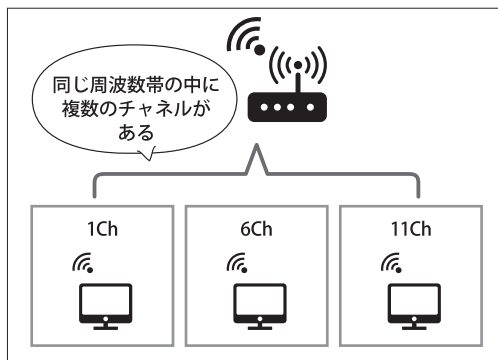 同じ周波数帯の中に
複数のチャネルが
ある
1Ch
6Ch
11Ch